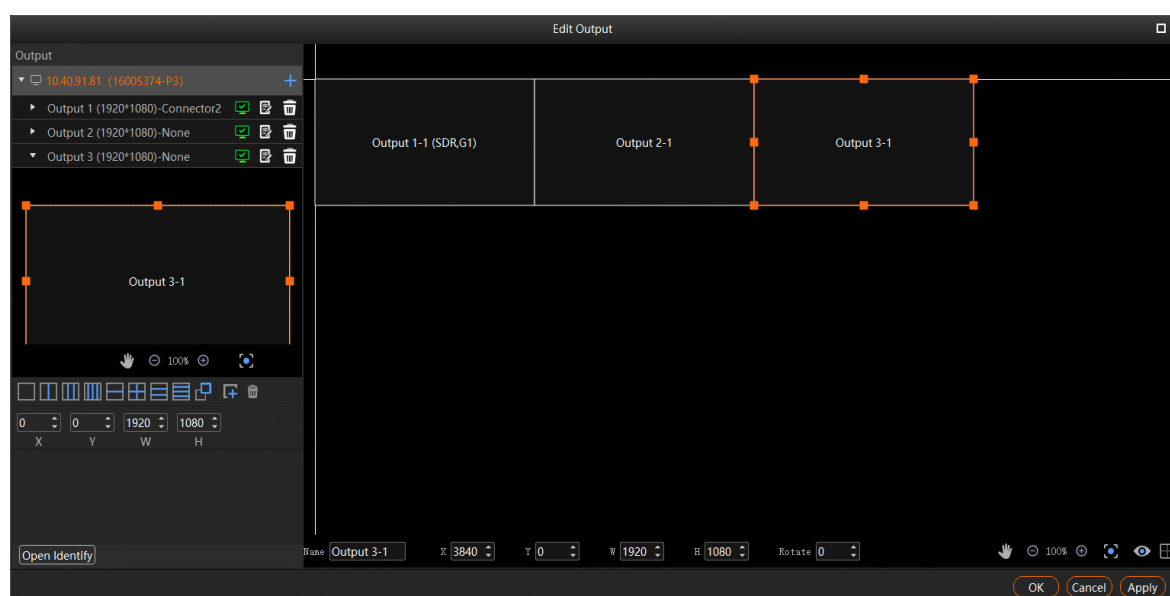 Edit Output
Output
10.40.91.81 (16005374-P3)
Output 1 (1920*1080)-Connector2
Output 2 (1920*1080)-None
Output 3 (1920*1080)-None
Output 3-1
100%
0 0 1920 1080
X Y W H
Open Identify
Output 1-1 (SDR,G1) Output 2-1 Output 3-1
Name Output 3-1 X 3840 Y 0 W 1920 H 1080 Rotate 0 100%
OK Cancel Apply